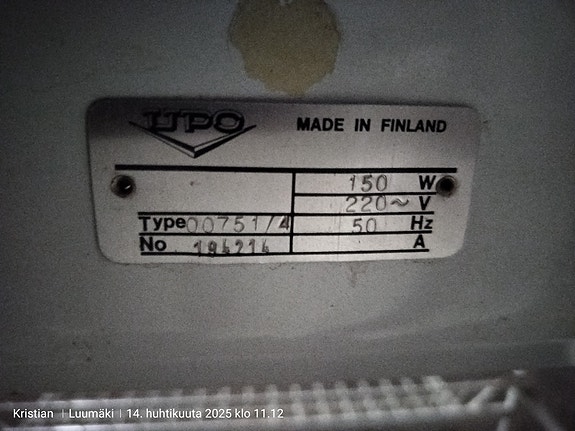 UPO
MADE IN FINLAND
150 W
220~ V
Type 00751/4 50 Hz
No 194214 A
Kristian | Luumäki | 14. huhtikuuta 2025 klo 11.12